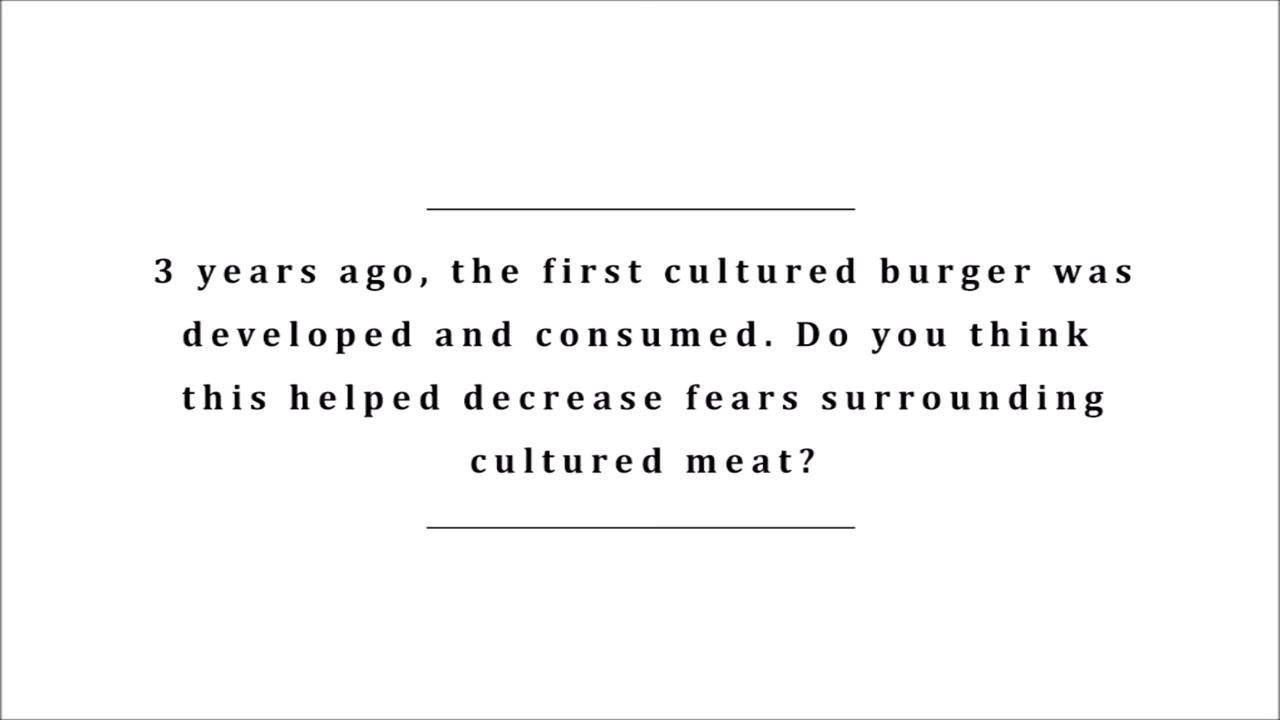 3 years ago, the first cultured burger was
developed and consumed. Do you think
this helped decrease fears surrounding
cultured meat?